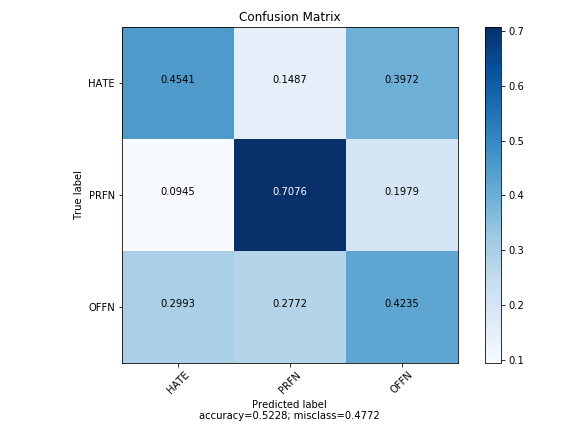 Confusion Matrix
HATE 0.4541 0.1487 0.3972
PRFN 0.0945 0.7076 0.1979
OFFN 0.2993 0.2772 0.4235
HATE PRFN OFFN
True label
Predicted label
accuracy=0.5228; misclass=0.4772
0.7
0.6
0.5
0.4
0.3
0.2
0.1